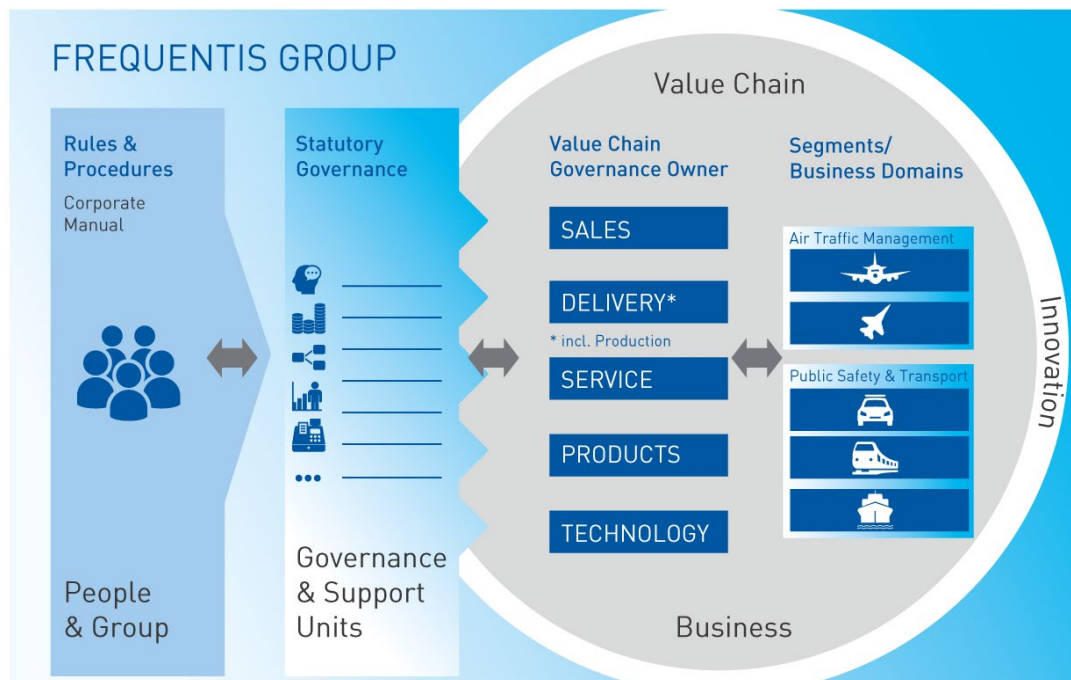 FREQUENTIS GROUP
Rules &
Procedures
Corporate
Manual
People
& Group
Statutory
Governance
Governance
& Support
Units
Value Chain
Value Chain
Governance Owner
SALES
DELIVERY*
* incl. Production
SERVICE
PRODUCTS
TECHNOLOGY
Segments/
Business Domains
Air Traffic Management
Public Safety & Transport
Business
Innovation